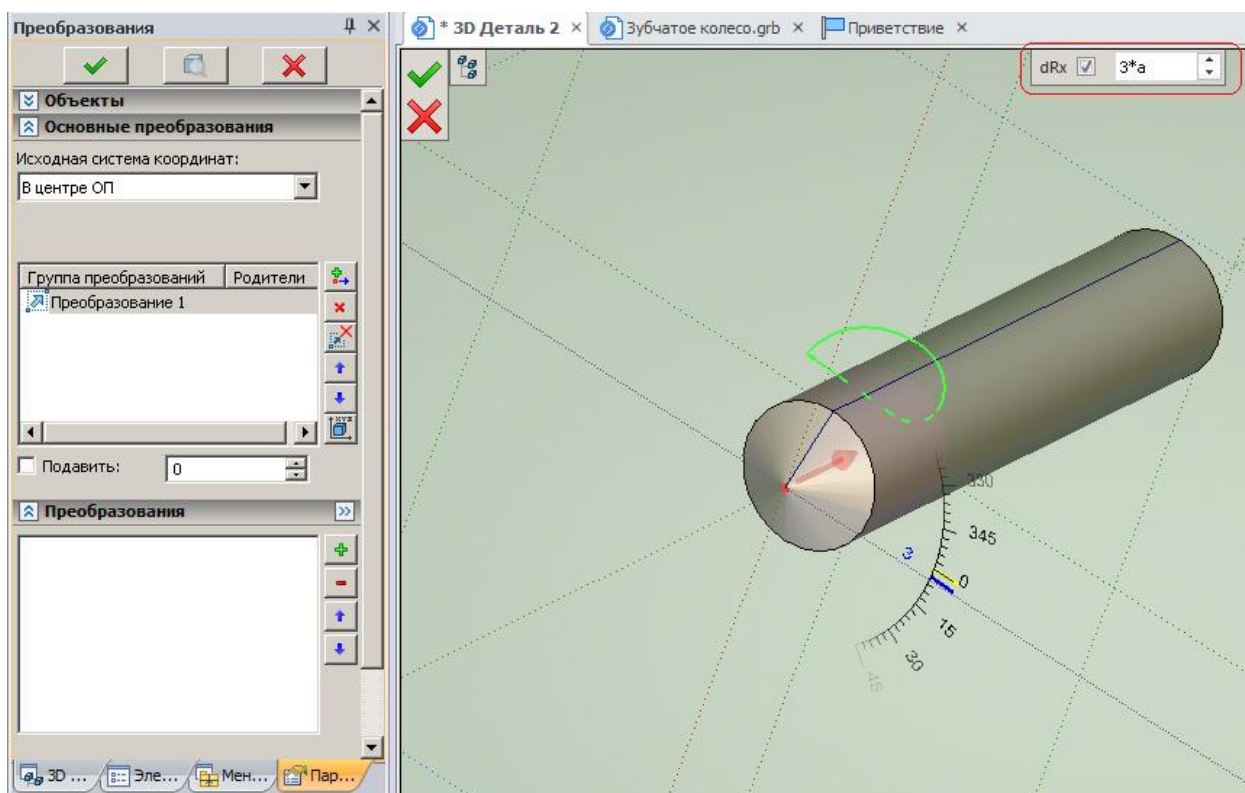 Преобразования
* 3D Деталь 2
Зубчатое колесо.grb
Приветствие
dRx 3*a
Объекты
Основные преобразования
Исходная система координат:
В центре ОП
Группа преобразований Родители
Преобразование 1
Подавить: 0
Преобразования
330
345
3
0
15
30
45
3D ... Эле... Мен... Пар...